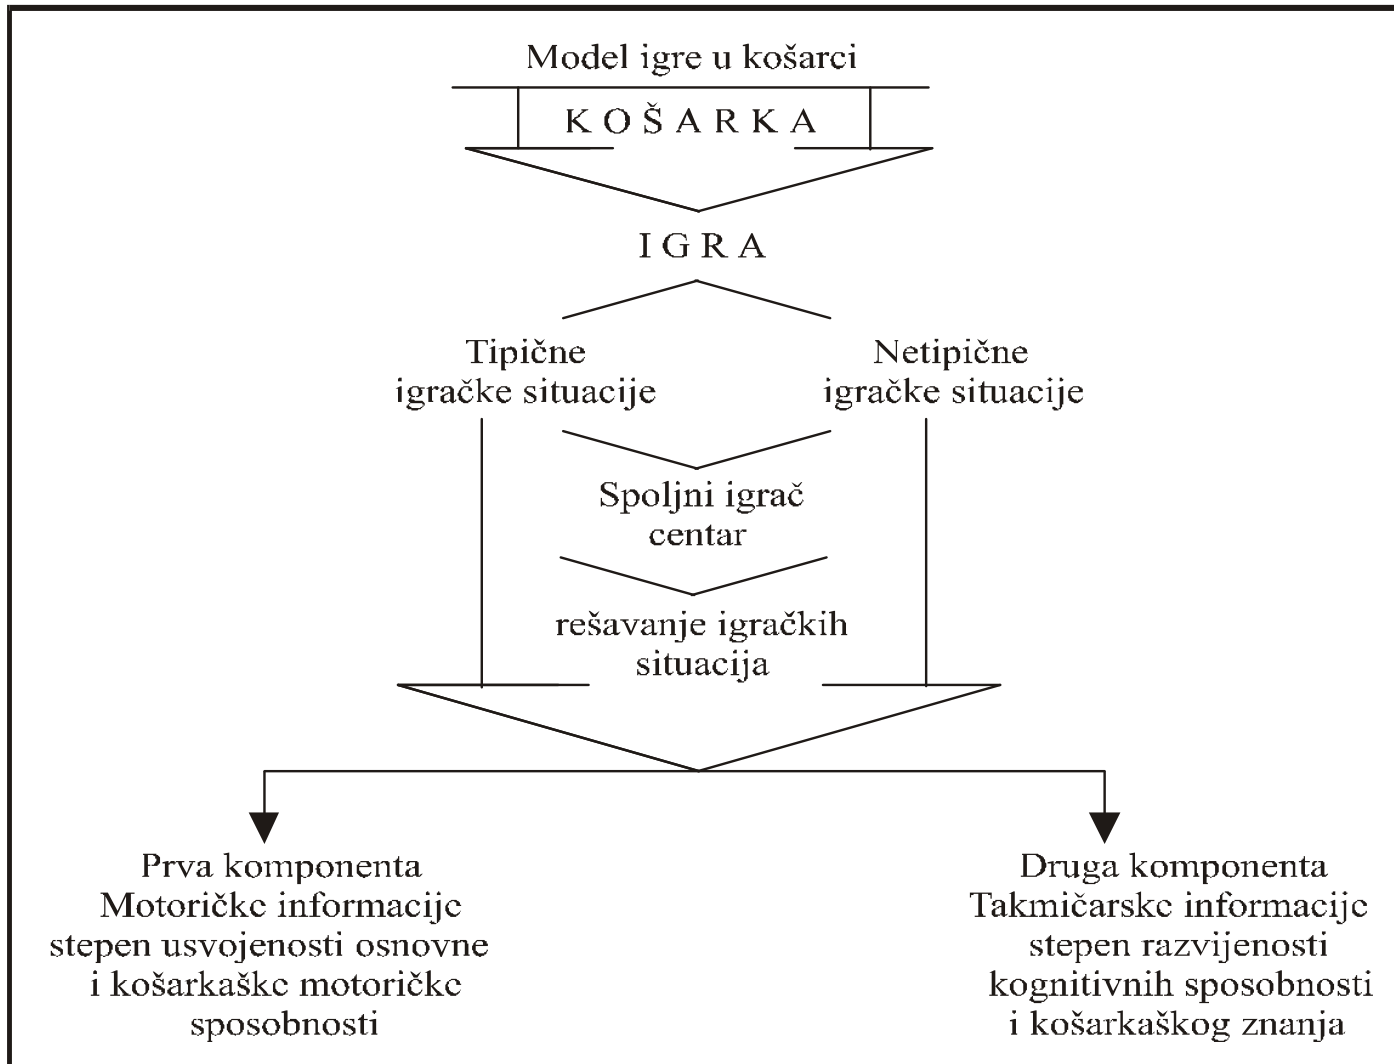 Model igre u košarci
KOŠARKA
IGRA
Tipične
igračke situacije
Netipične
igračke situacije
Spoljni igrač
centar
rešavanje igračkih
situacija
Prva komponenta
Motoričke informacije
stepen usvojenosti osnovne
i košarkaške motoričke
sposobnosti
Druga komponenta
Takmičarske informacije
stepen razvijenosti
kognitivnih sposobnosti
i košarkaškog znanja